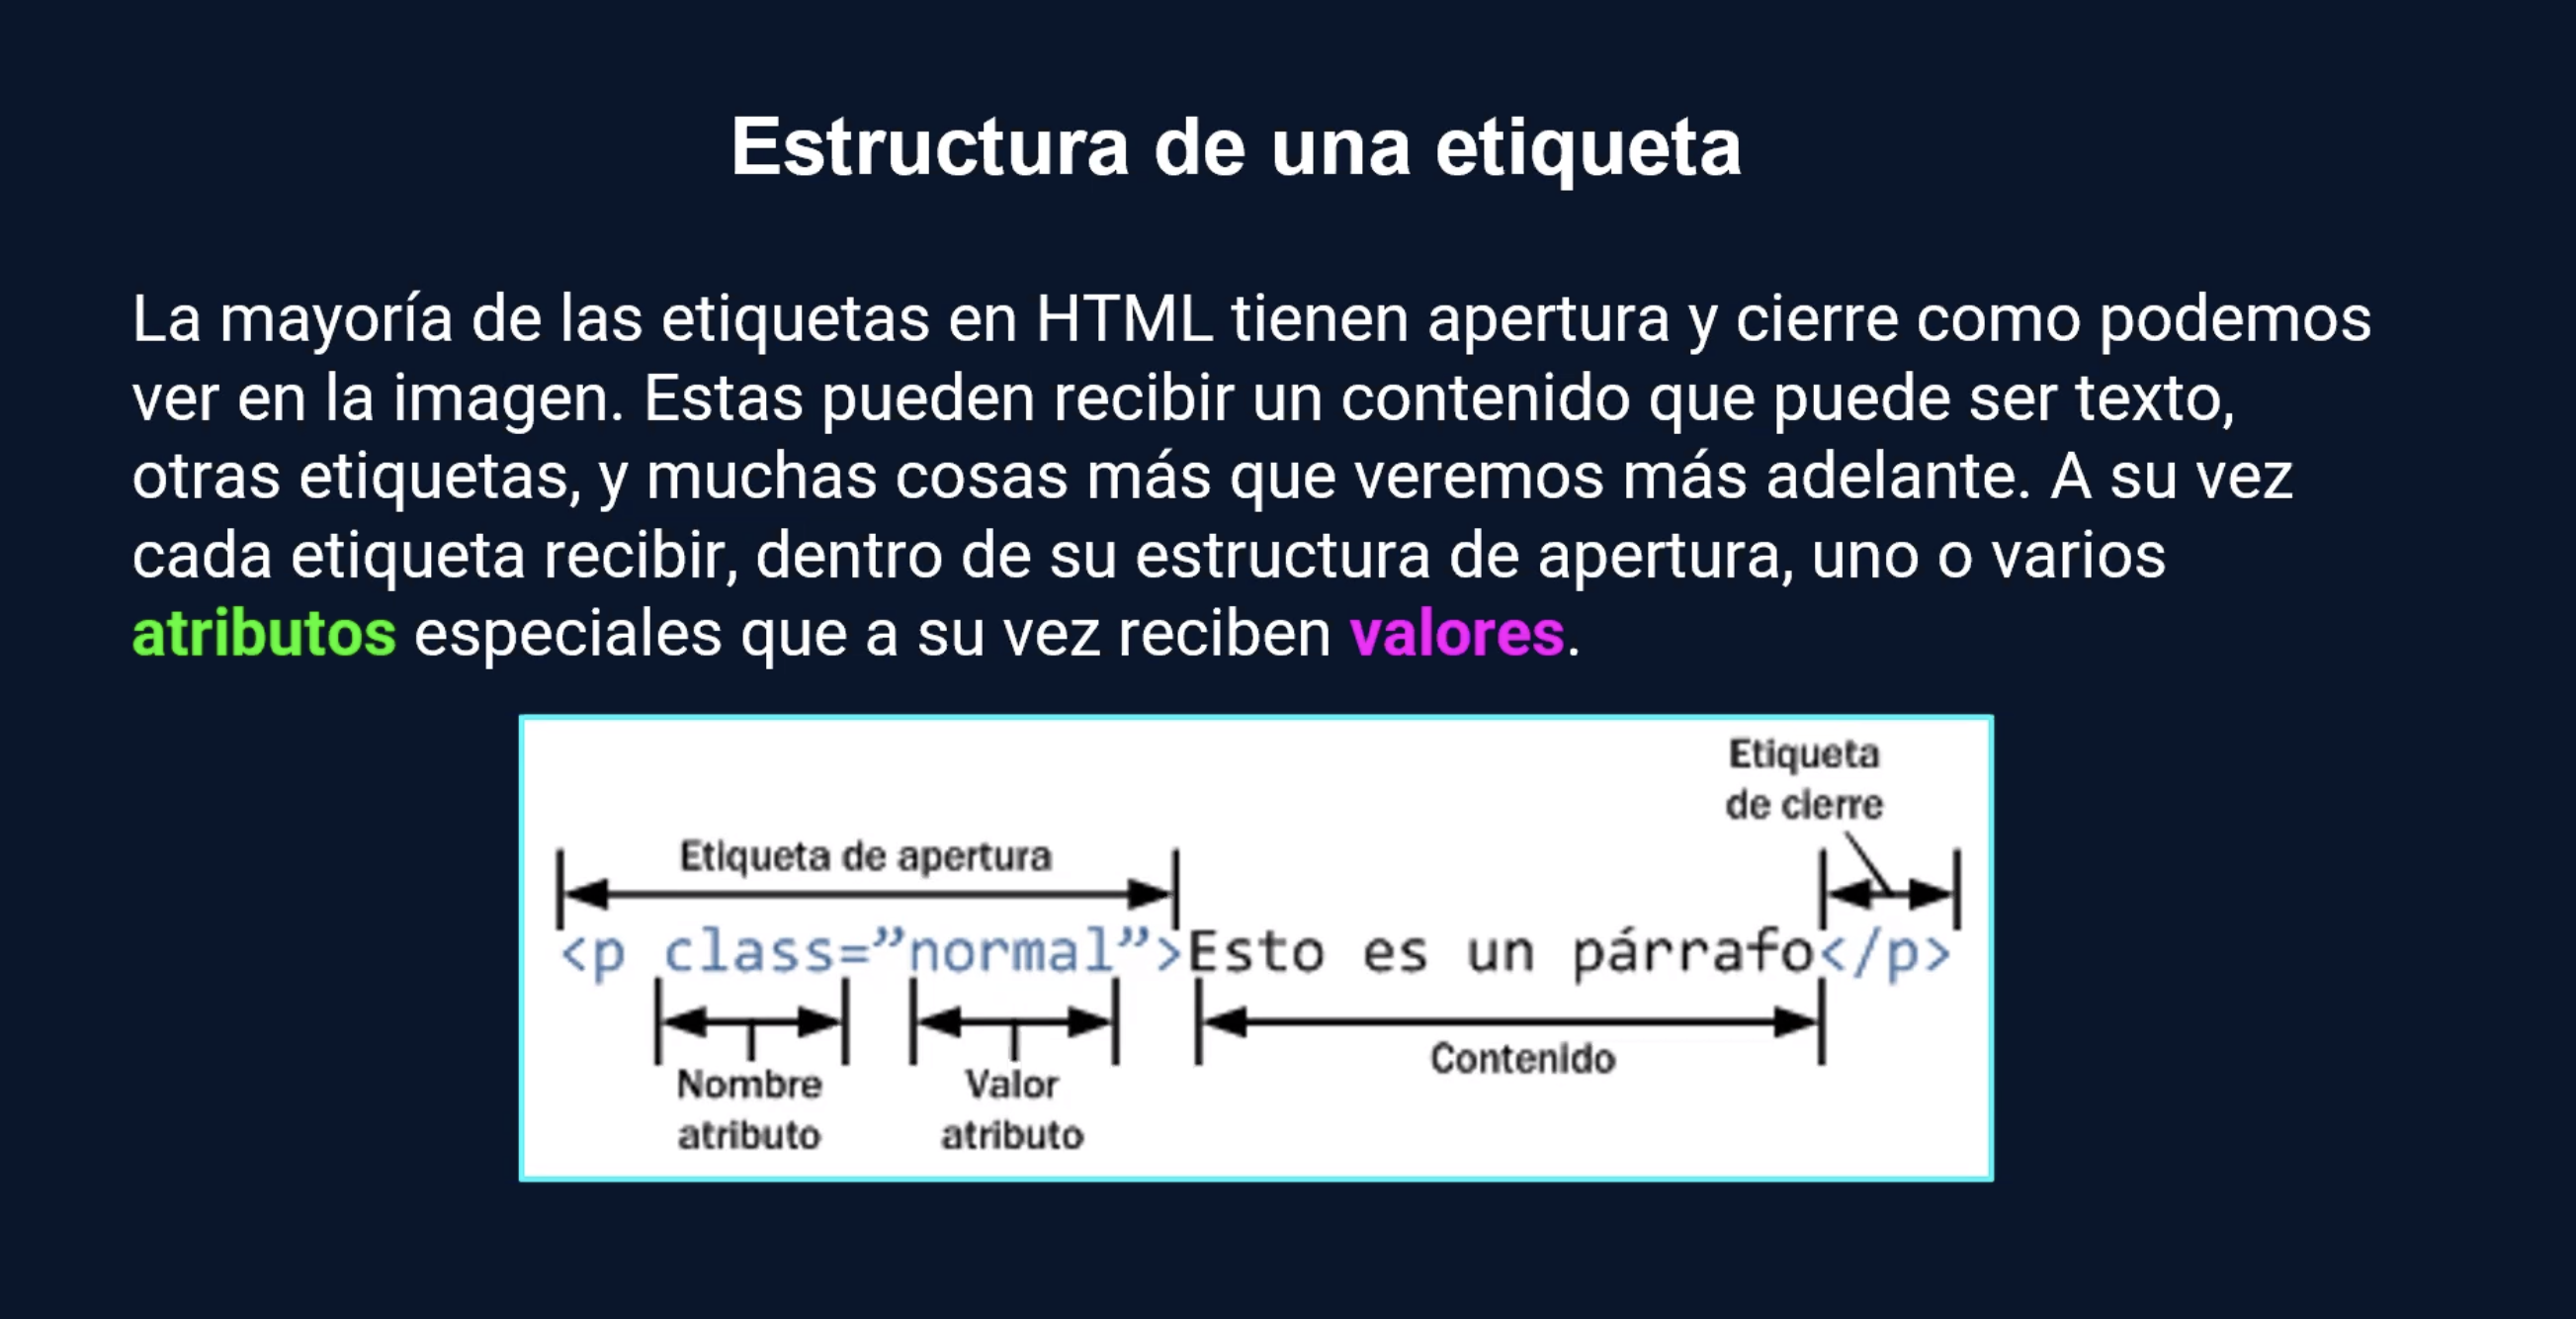 Estructura de una etiqueta
La mayoría de las etiquetas en HTML tienen apertura y cierre como podemos
ver en la imagen. Estas pueden recibir un contenido que puede ser texto,
otras etiquetas, y muchas cosas más que veremos más adelante. A su vez
cada etiqueta recibir, dentro de su estructura de apertura, uno o varios
atributos especiales que a su vez reciben valores.
Etiqueta
de cierre
Etiqueta de apertura
<p class=”normal”>Esto es un párrafo</p>
Contenido
Nombre
atributo
Valor
atributo